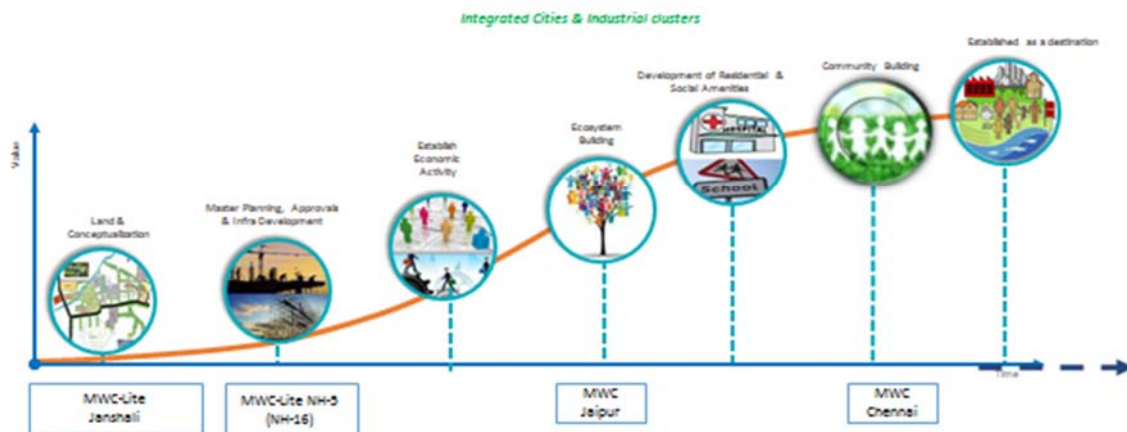 Integrated Cities & Industrial clusters
Established as a destination
Community Building
Development of Residential &
Social Amenities
Ecosystem
Building
Establish
Economic
Activity
Master Planning, Approvals
& Infra Development
Land &
Conceptualization
Value
HOSPITAL
School
Time
MWC-Lite
Janshali
MWC-Lite NH-5
(NH-16)
MWC
Jaipur
MWC
Chennai